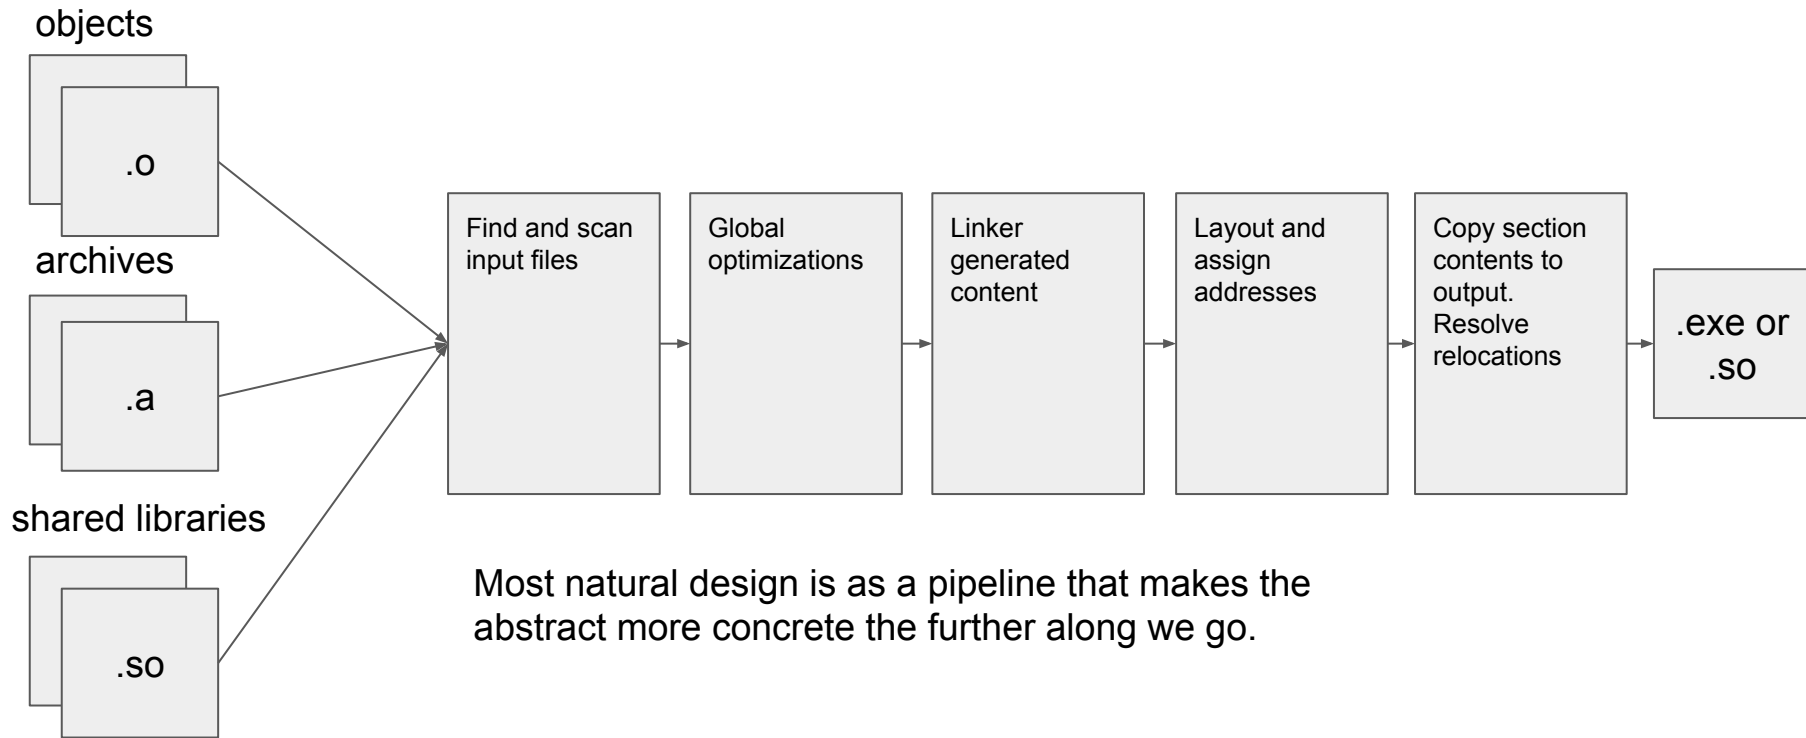 objects
.o
archives
.a
shared libraries
.so
Find and scan
input files
Global
optimizations
Linker
generated
content
Layout and
assign
addresses
Copy section
contents to
output.
Resolve
relocations
.exe or
.so
Most natural design is as a pipeline that makes the
abstract more concrete the further along we go.